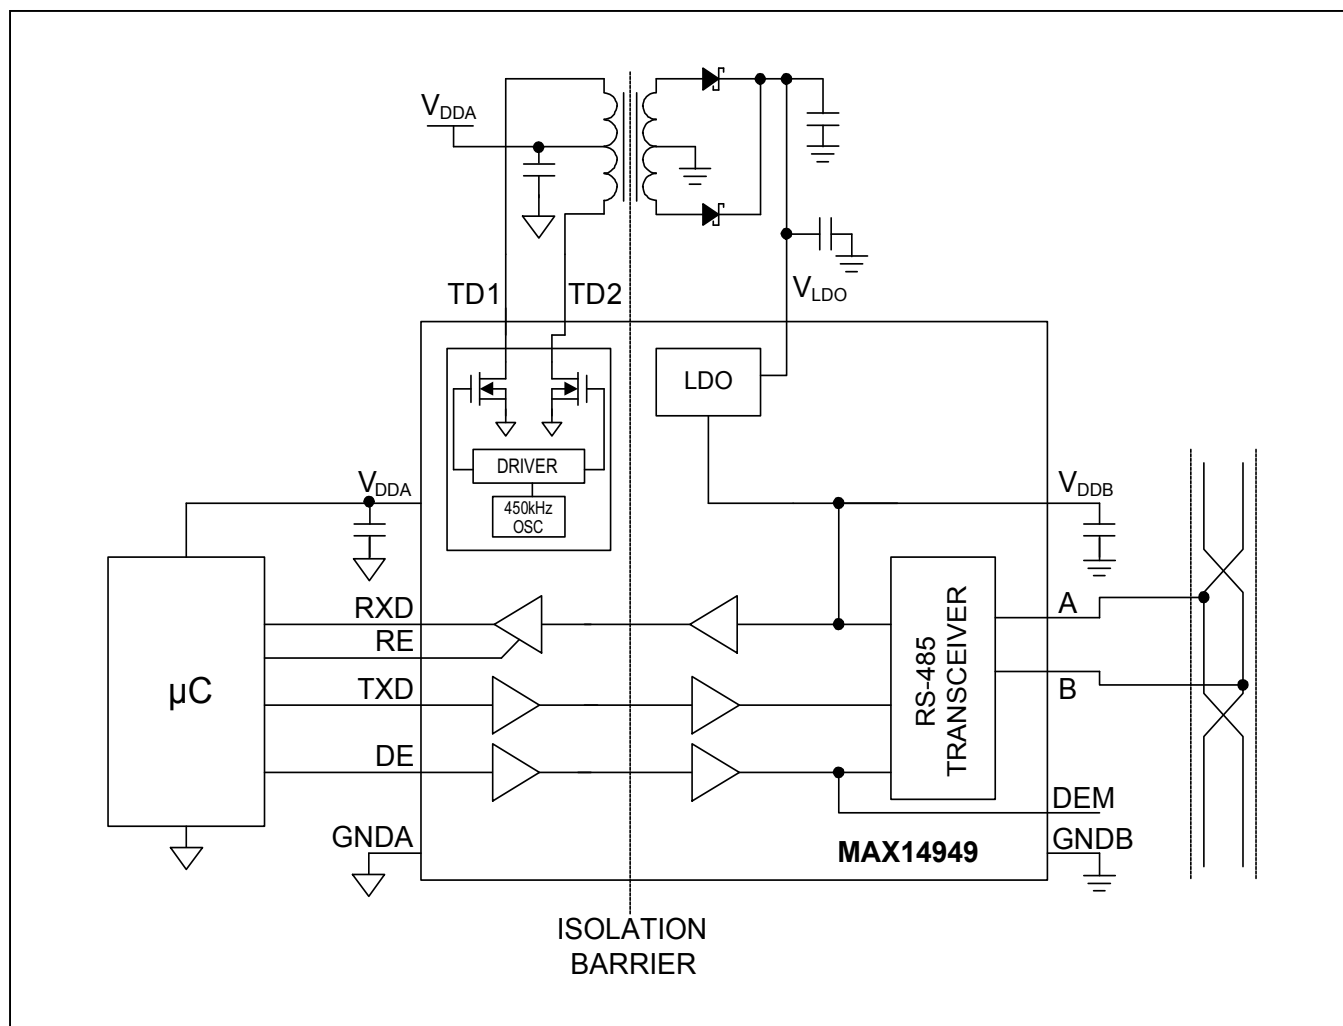 VDDA
TD1
TD2
VLDO
LDO
DRIVER
450kHz
OSC
VDDA
VDDB
RXD
RE
TXD
DE
GNDA
µC
RS-485
TRANSCEIVER
A
B
DEM
GNDB
MAX14949
ISOLATION
BARRIER